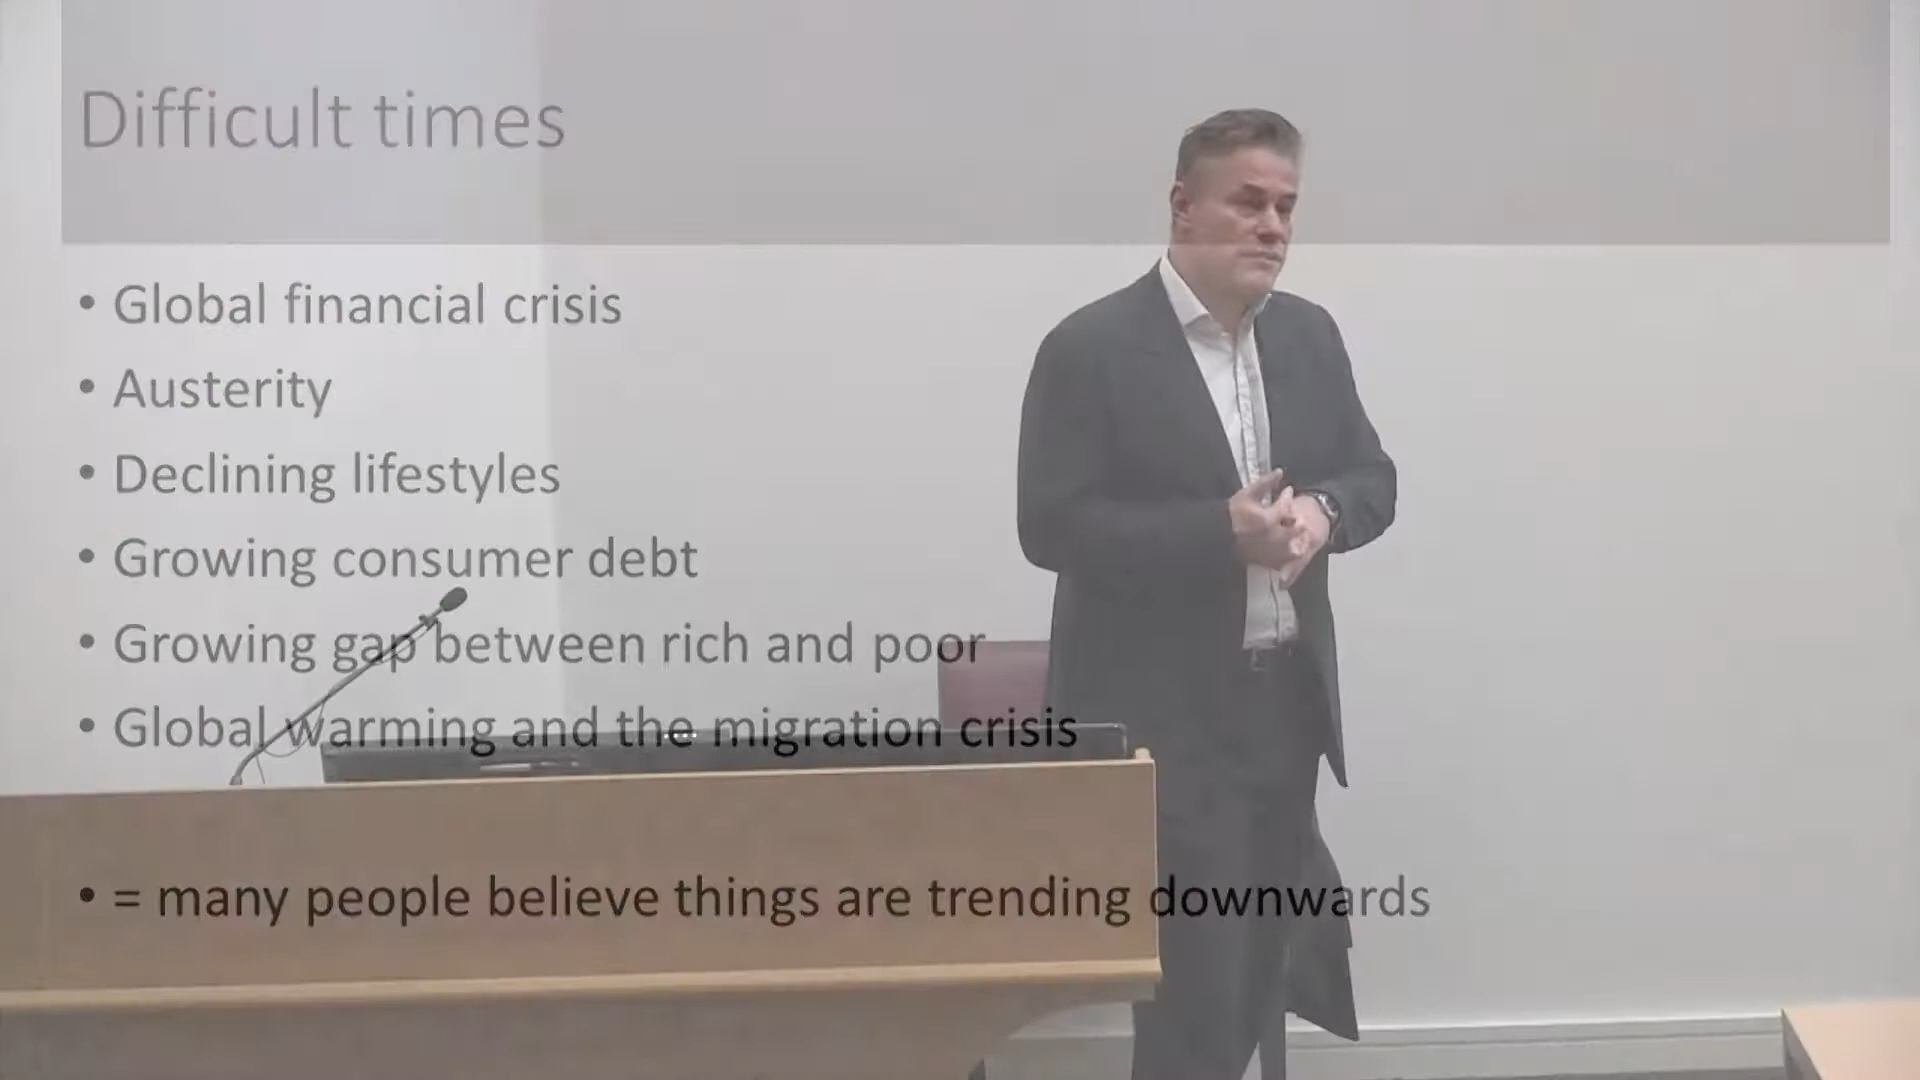 Difficult times
• Global financial crisis
• Austerity
• Declining lifestyles
• Growing consumer debt
• Growing gap between rich and poor
• Global warming and the migration crisis
• = many people believe things are trending downwards